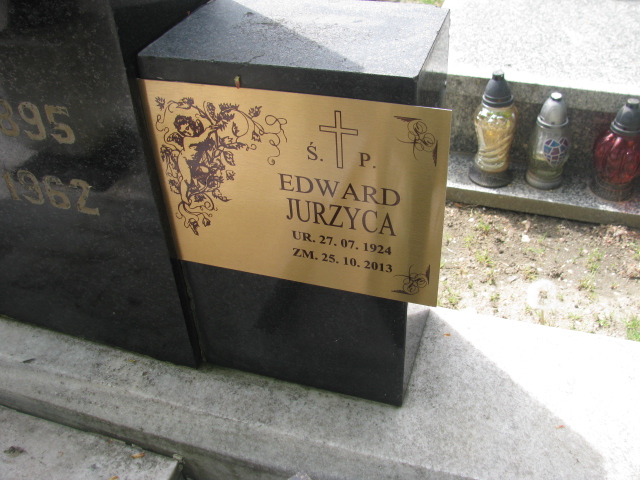 895
1962
Ś. P.
EDWARD
JURZYCA
UR. 27. 07. 1924
ZM. 25. 10. 2013